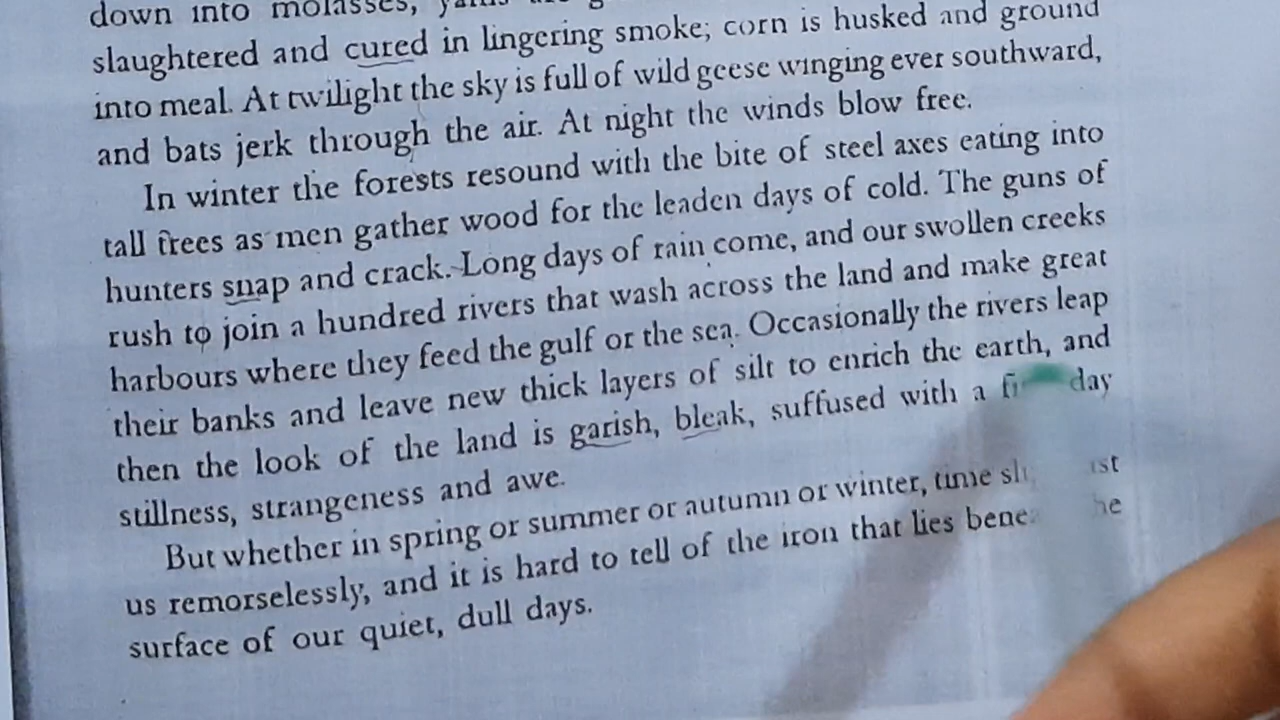 down into molasses,
slaughtered and cured in lingering smoke; corn is husked and ground
into meal. At twilight the sky is full of wild geese winging ever southward,
and bats jerk through the air. At night the winds blow free.
In winter the forests resound with the bite of steel axes eating into
tall trees as men gather wood for the leaden days of cold. The guns of
hunters snap and crack. Long days of rain come, and our swollen creeks
rush to join a hundred rivers that wash across the land and make great
harbours where they feed the gulf or the sea. Occasionally the rivers leap
their banks and leave new thick layers of silt to enrich the earth, and
then the look of the land is garish, bleak, suffused with a day
stillness, strangeness and awe.
But whether in spring or summer or autumn or winter, time
us remorselessly, and it is hard to tell of the iron that lies
surface of our quiet, dull days.